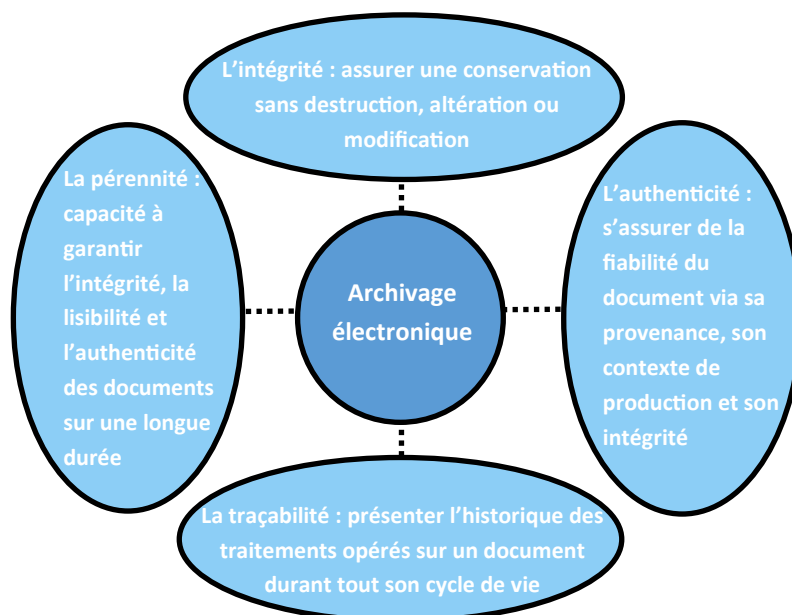 L’intégrité : assurer une conservation
sans destruction, altération ou
modification
La pérennité :
capacité à
garantir
l’intégrité, la
lisibilité et
l’authenticité
des documents
sur une longue
durée
Archivage
électronique
L’authenticité :
s’assurer de la
fiabilité du
document via sa
provenance, son
contexte de
production et son
intégrité
La traçabilité : présenter l’historique des
traitements opérés sur un document
durant tout son cycle de vie